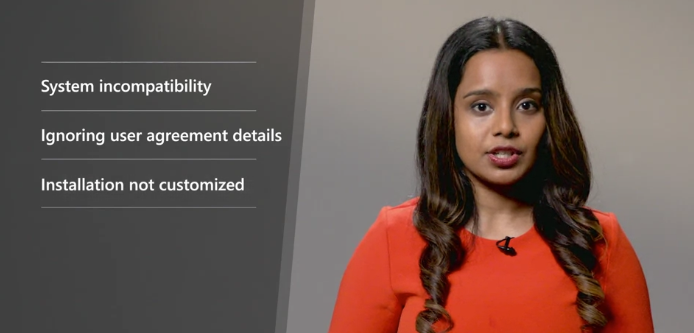 System incompatibility
Ignoring user agreement details
Installation not customized